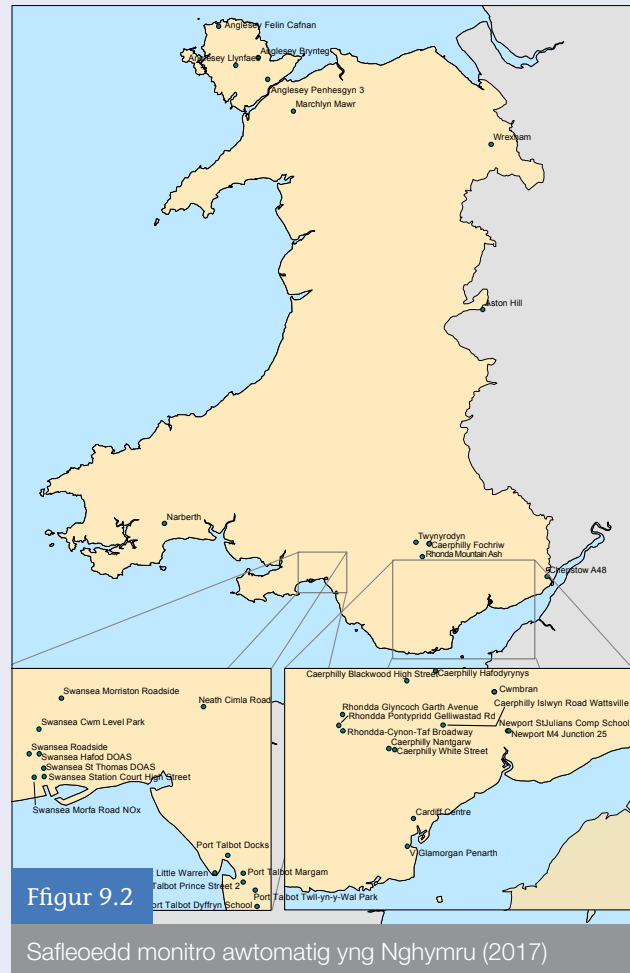 Anglesey Felin Cafnan
Anglesey Brynteg
Anglesey Llynfaes
Anglesey Penhesgyn 3
Marchlyn Mawr
Wrexham
Aston Hill
Narberth
Twynyrodyn
Caerphilly Fochriw
Rhonda Mountain Ash
Chepstow A48
Swansea Morriston Roadside
Neath Cimla Road
Swansea Cwm Level Park
Swansea Roadside
Swansea Hafod DOAS
Swansea St Thomas DOAS
Swansea Station Court High Street
Swansea Morfa Road NOx
Port Talbot Docks
Little Warren
Port Talbot Margam
Talbot Prince Street 2
Port Talbot Twll-yn-y-Wal Park
ort Talbot Dyffryn School
Caerphilly Blackwood High Street
Caerphilly Hafodyrynys
Cwmbran
Caerphilly Islwyn Road Wattsville
Rhondda Glyncoch Garth Avenue
Rhondda Pontypridd Gelliwastad Rd
Rhondda-Cynon-Taf Broadway
Newport StJulians Comp School
Newport M4 Junction 25
Caerphilly Nantgarw
Caerphilly White Street
Cardiff Centre
V Glamorgan Penarth
Ffigur 9.2
Safleoedd monitro awtomatig yng Nghymru (2017)